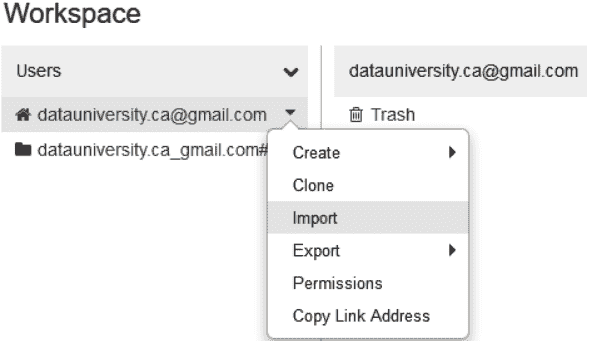 Workspace
Users
datauniversity.ca@gmail.com
datauniversity.ca@gmail.com
Trash
datauniversity.ca_gmail.com#
Create
Clone
Import
Export
Permissions
Copy Link Address